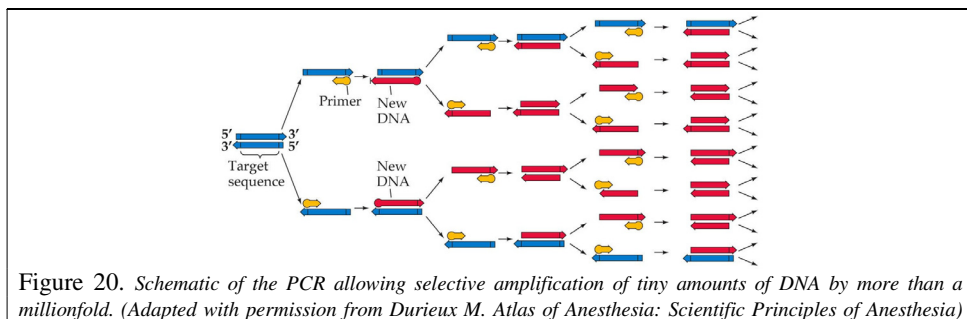 5′ 3′
3′ 5′
Target
sequence
Primer
New
DNA
New
DNA
Figure 20. Schematic of the PCR allowing selective amplification of tiny amounts of DNA by more than a
millionfold. (Adapted with permission from Durieux M. Atlas of Anesthesia: Scientific Principles of Anesthesia)